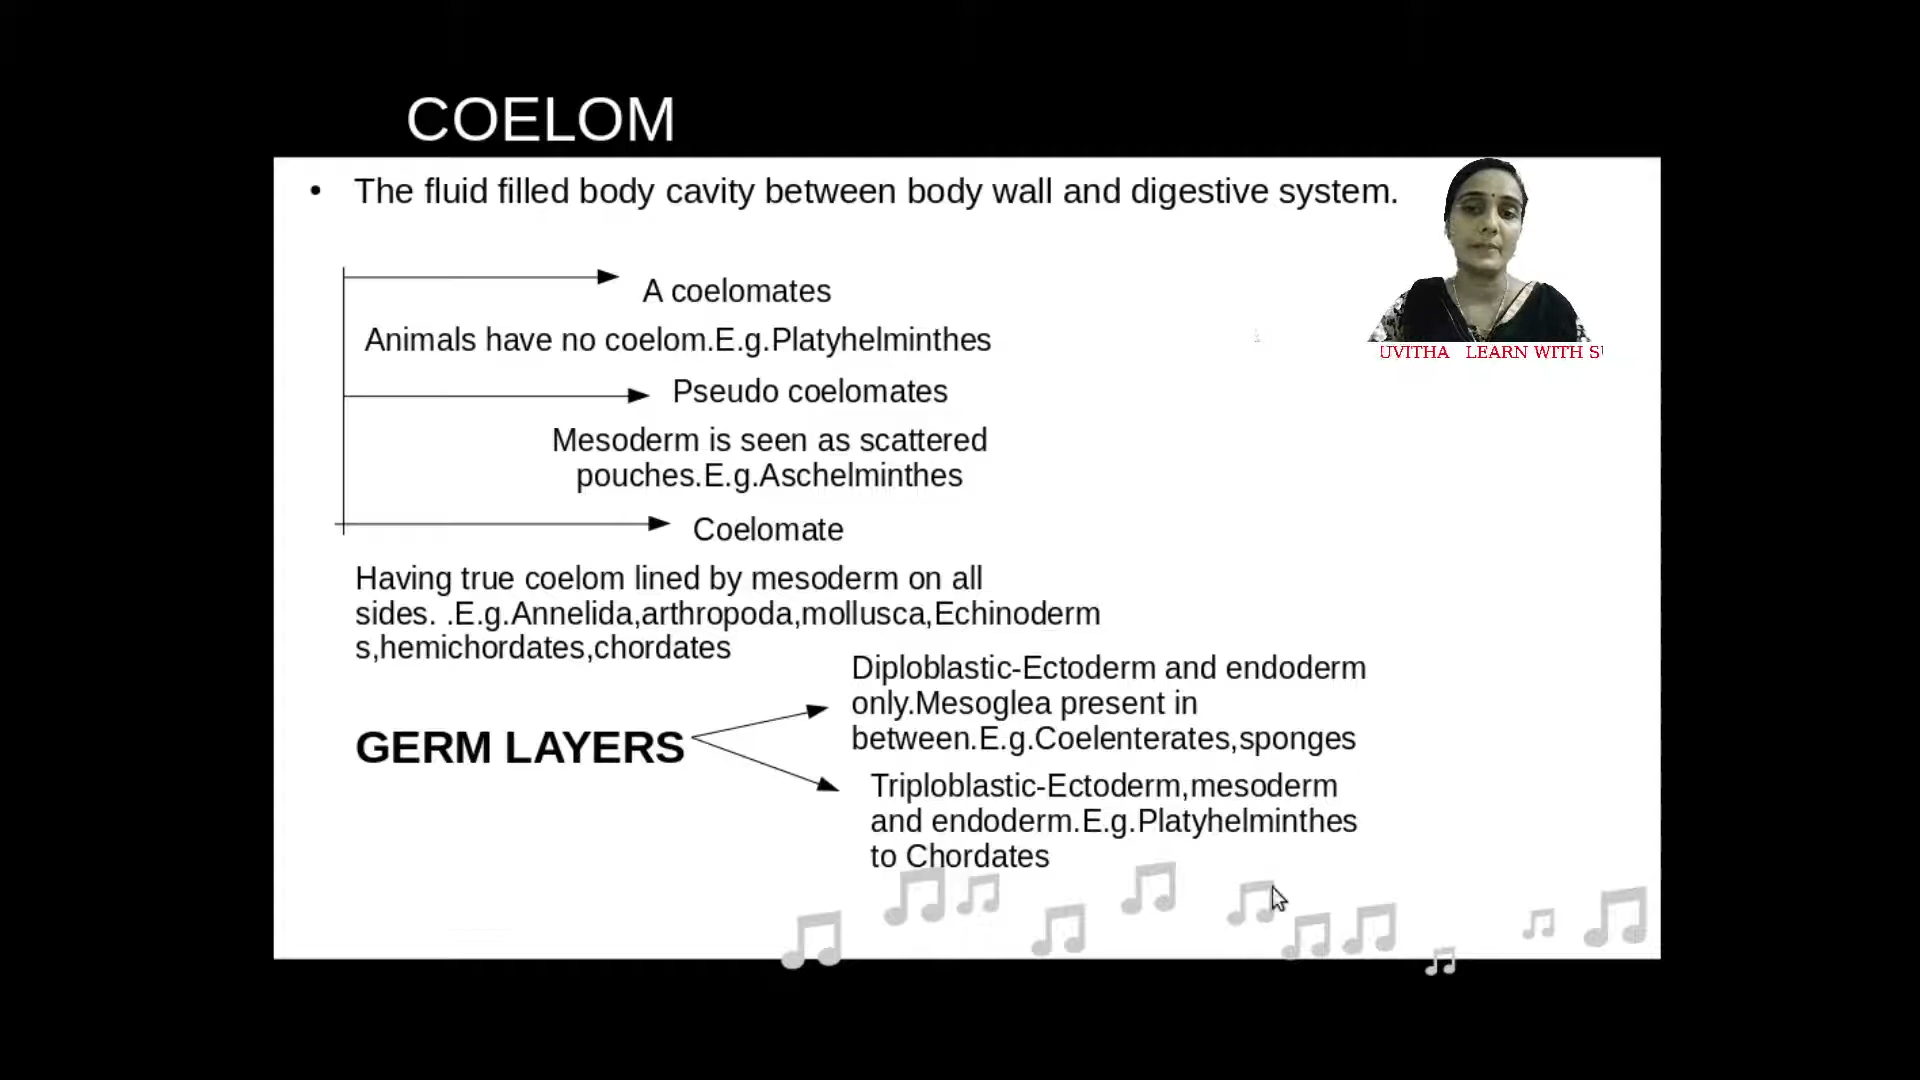 COELOM
• The fluid filled body cavity between body wall and digestive system.
A coelomates
Animals have no coelom.E.g.Platyhelminthes
UVITHA LEARN WITH S
Pseudo coelomates
Mesoderm is seen as scattered
pouches.E.g.Aschelminthes
Coelomate
Having true coelom lined by mesoderm on all
sides. .E.g.Annelida,arthropoda,mollusca,Echinoderm
s,hemichordates,chordates
Diploblastic-Ectoderm and endoderm
only.Mesoglea present in
between.E.g.Coelenterates,sponges
GERM LAYERS
Triploblastic-Ectoderm,mesoderm
and endoderm.E.g.Platyhelminthes
to Chordates